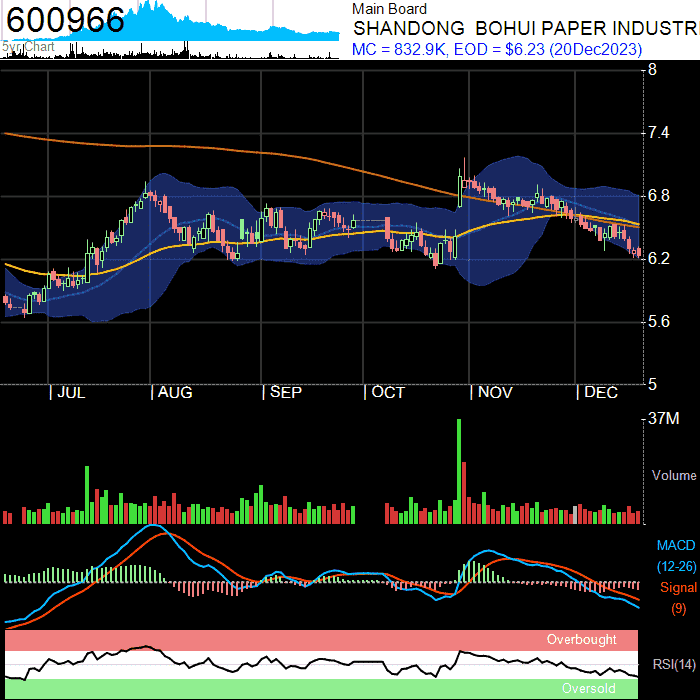 600966
5yr Chart
Main Board
SHANDONG BOHUI PAPER INDUSTRI
MC = 832.9K, EOD = $6.23 (20Dec2023)
8
7.4
6.8
6.2
5.6
5
| JUL | AUG | SEP | OCT | NOV | DEC
37M
Volume
MACD
(12-26)
Signal
(9)
Overbought
RSI(14)
Oversold